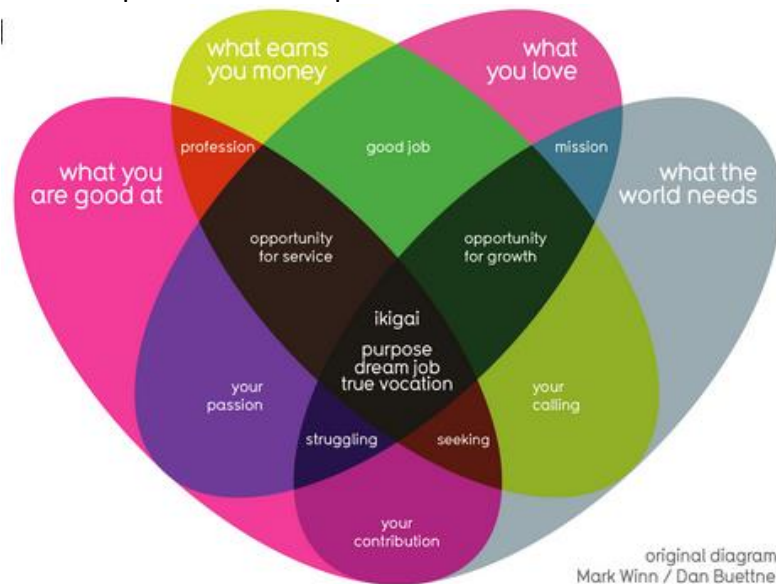 what earns
you money
what
you love
what you
are good at
what the
world needs
profession
good job
mission
opportunity
for service
opportunity
for growth
ikigai
purpose
dream job
true vocation
your
passion
your
calling
struggling
seeking
your
contribution
original diagram
Mark Winn / Dan Buettne